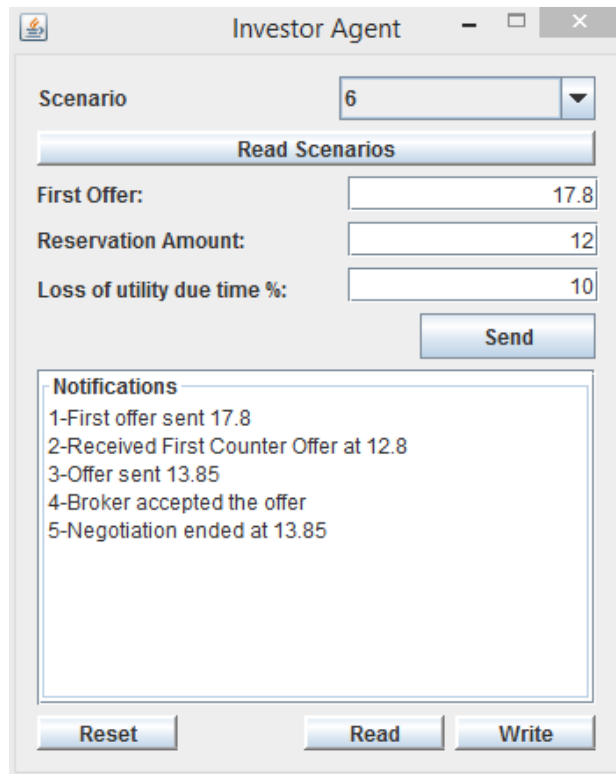 Investor Agent
Scenario 6
Read Scenarios
First Offer: 17.8
Reservation Amount: 12
Loss of utility due time %: 10
Send
Notifications
1-First offer sent 17.8
2-Received First Counter Offer at 12.8
3-Offer sent 13.85
4-Broker accepted the offer
5-Negotiation ended at 13.85
Reset Read Write